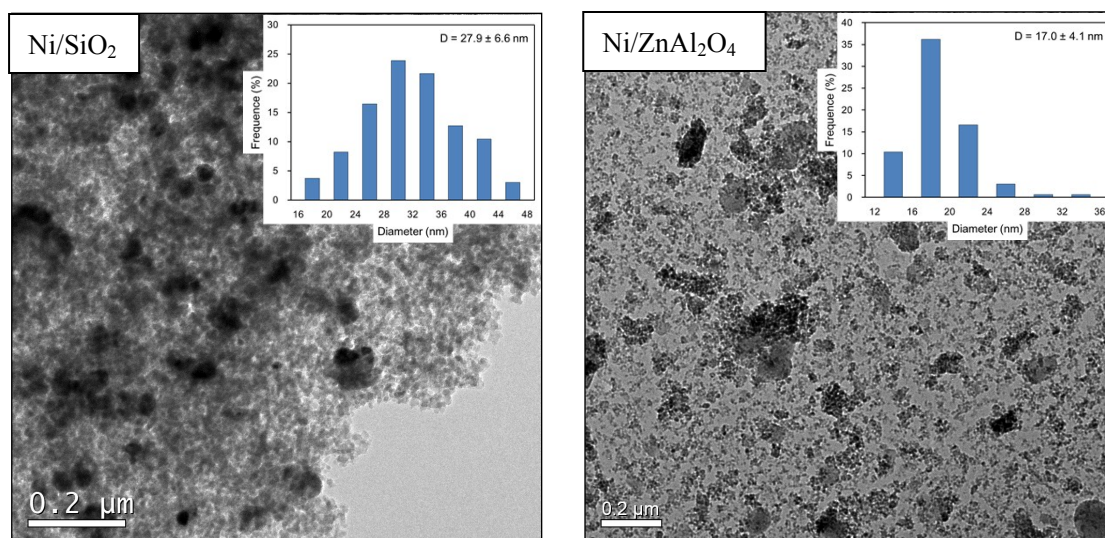 Ni/SiO₂
D = 27.9 ± 6.6 nm
Frequence (%)
30
25
20
15
10
5
0
16 20 24 28 32 36 40 44 48
Diameter (nm)
0.2 µm
Ni/ZnAl₂O₄
D = 17.0 ± 4.1 nm
Frequence (%)
40
35
30
25
20
15
10
5
0
12 16 20 24 28 32 36
Diameter (nm)
0.2 µm